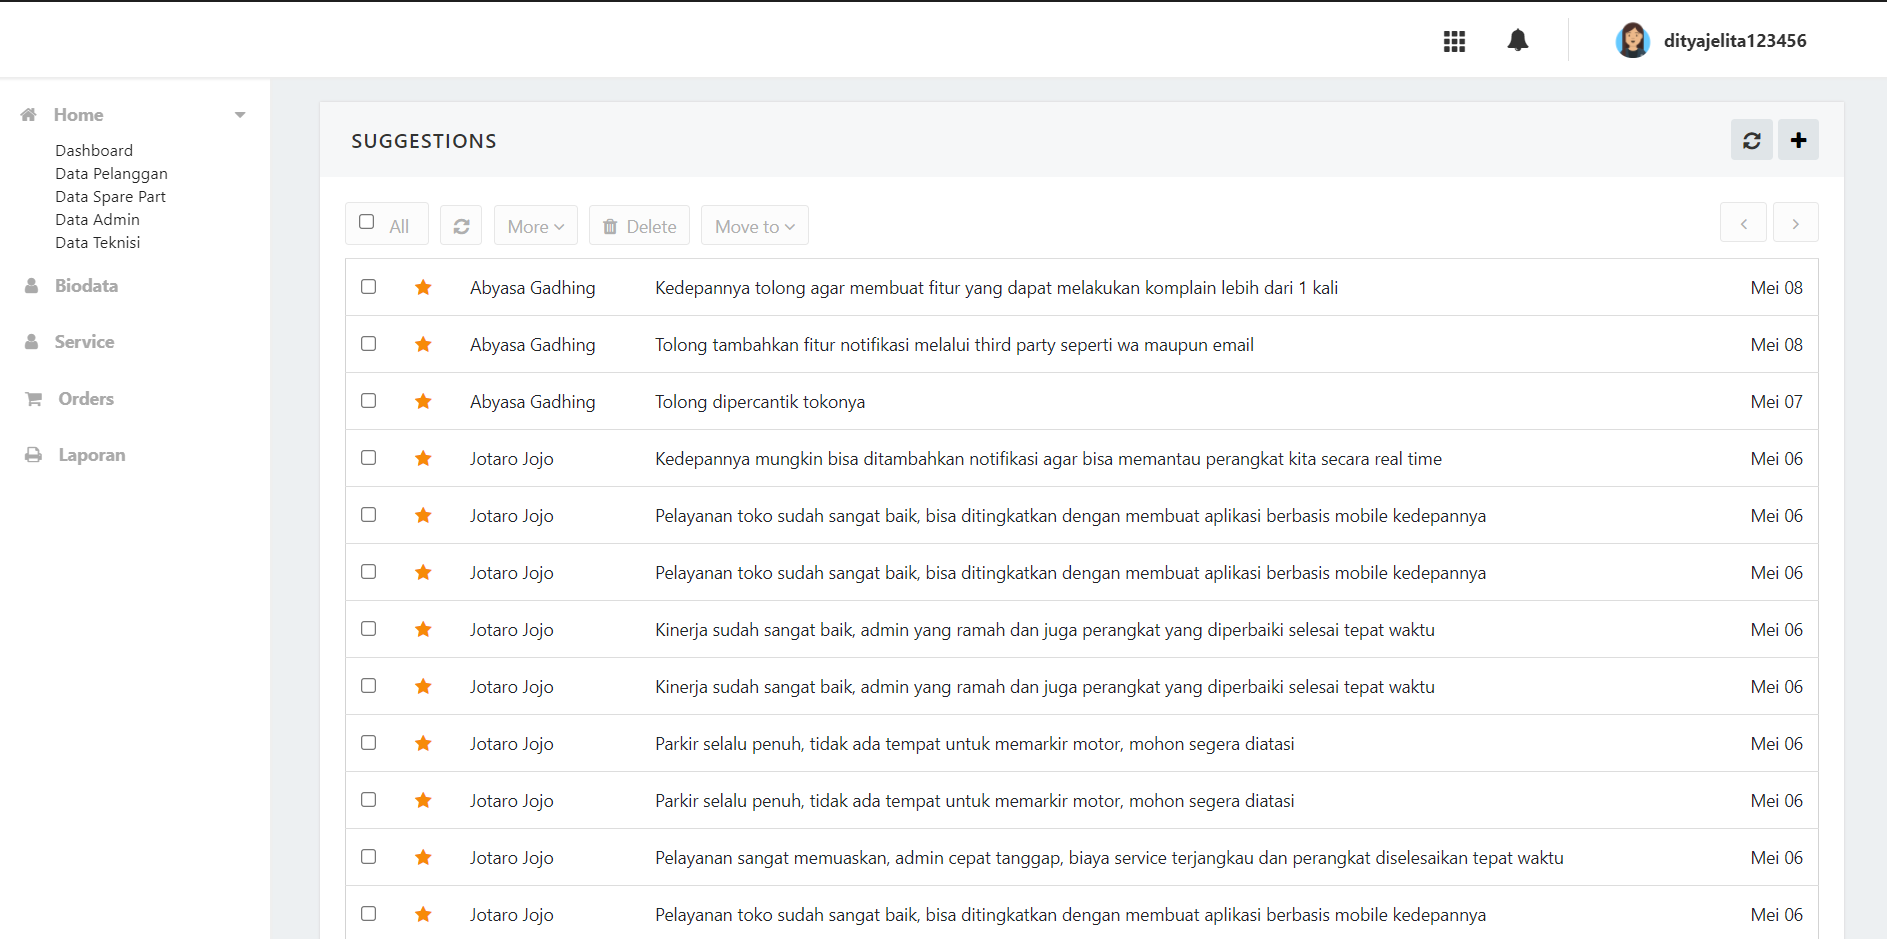 dityajelita123456
Home
Dashboard
Data Pelanggan
Data Spare Part
Data Admin
Data Teknisi
Biodata
Service
Orders
Laporan
SUGGESTIONS
All More Delete Move to
Abyasa Gadhing Kedepannya tolong agar membuat fitur yang dapat melakukan komplain lebih dari 1 kali Mei 08
Abyasa Gadhing Tolong tambahkan fitur notifikasi melalui third party seperti wa maupun email Mei 08
Abyasa Gadhing Tolong dipercantik tokonya Mei 07
Jotaro Jojo Kedepannya mungkin bisa ditambahkan notifikasi agar bisa memantau perangkat kita secara real time Mei 06
Jotaro Jojo Pelayanan toko sudah sangat baik, bisa ditingkatkan dengan membuat aplikasi berbasis mobile kedepannya Mei 06
Jotaro Jojo Pelayanan toko sudah sangat baik, bisa ditingkatkan dengan membuat aplikasi berbasis mobile kedepannya Mei 06
Jotaro Jojo Kinerja sudah sangat baik, admin yang ramah dan juga perangkat yang diperbaiki selesai tepat waktu Mei 06
Jotaro Jojo Kinerja sudah sangat baik, admin yang ramah dan juga perangkat yang diperbaiki selesai tepat waktu Mei 06
Jotaro Jojo Parkir selalu penuh, tidak ada tempat untuk memarkir motor, mohon segera diatasi Mei 06
Jotaro Jojo Parkir selalu penuh, tidak ada tempat untuk memarkir motor, mohon segera diatasi Mei 06
Jotaro Jojo Pelayanan sangat memuaskan, admin cepat tanggap, biaya service terjangkau dan perangkat diselesaikan tepat waktu Mei 06
Jotaro Jojo Pelayanan toko sudah sangat baik, bisa ditingkatkan dengan membuat aplikasi berbasis mobile kedepannya Mei 06